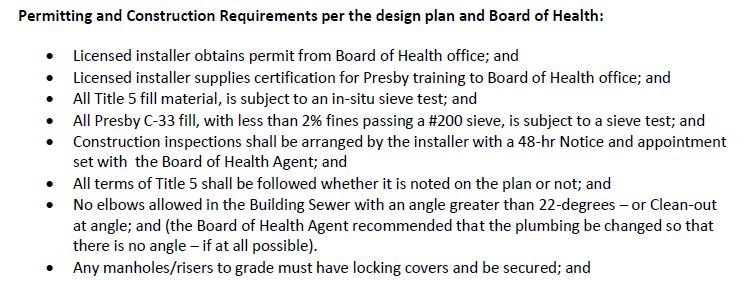 Permitting and Construction Requirements per the design plan and Board of Health:
• Licensed installer obtains permit from Board of Health office; and
• Licensed installer supplies certification for Presby training to Board of Health office; and
• All Title 5 fill material, is subject to an in-situ sieve test; and
• All Presby C-33 fill, with less than 2% fines passing a #200 sieve, is subject to a sieve test; and
• Construction inspections shall be arranged by the installer with a 48-hr Notice and appointment
set with the Board of Health Agent; and
• All terms of Title 5 shall be followed whether it is noted on the plan or not; and
• No elbows allowed in the Building Sewer with an angle greater than 22-degrees – or Clean-out
at angle; and (the Board of Health Agent recommended that the plumbing be changed so that
there is no angle – if at all possible).
• Any manholes/risers to grade must have locking covers and be secured; and